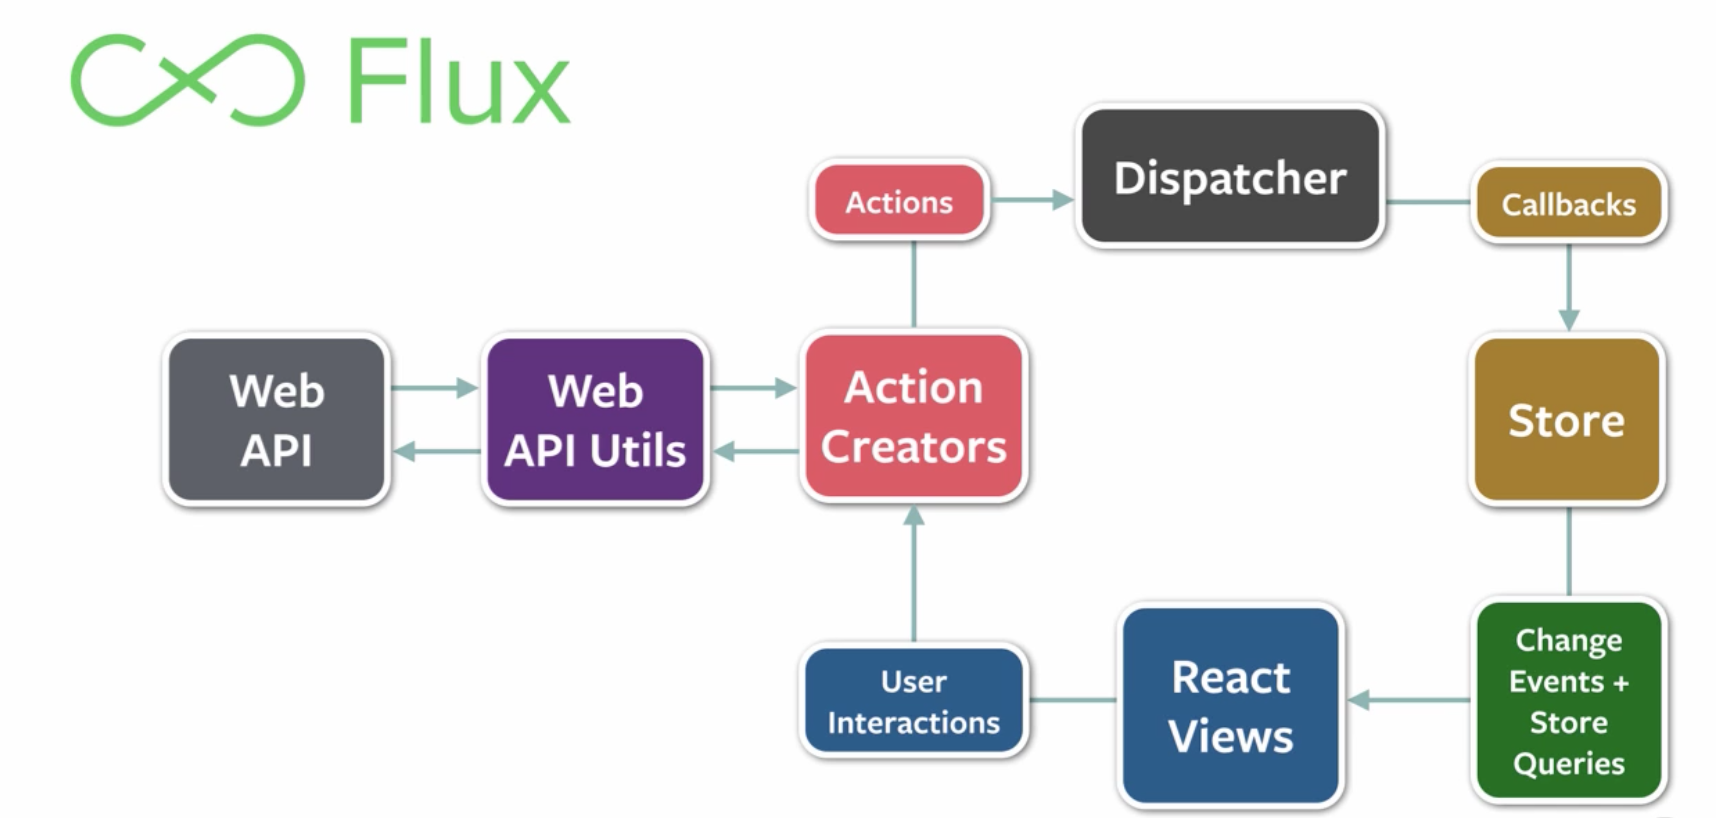 Flux
Dispatcher
Actions
Callbacks
Web
API
Web
API Utils
Action
Creators
Store
User
Interactions
React
Views
Change
Events +
Store
Queries